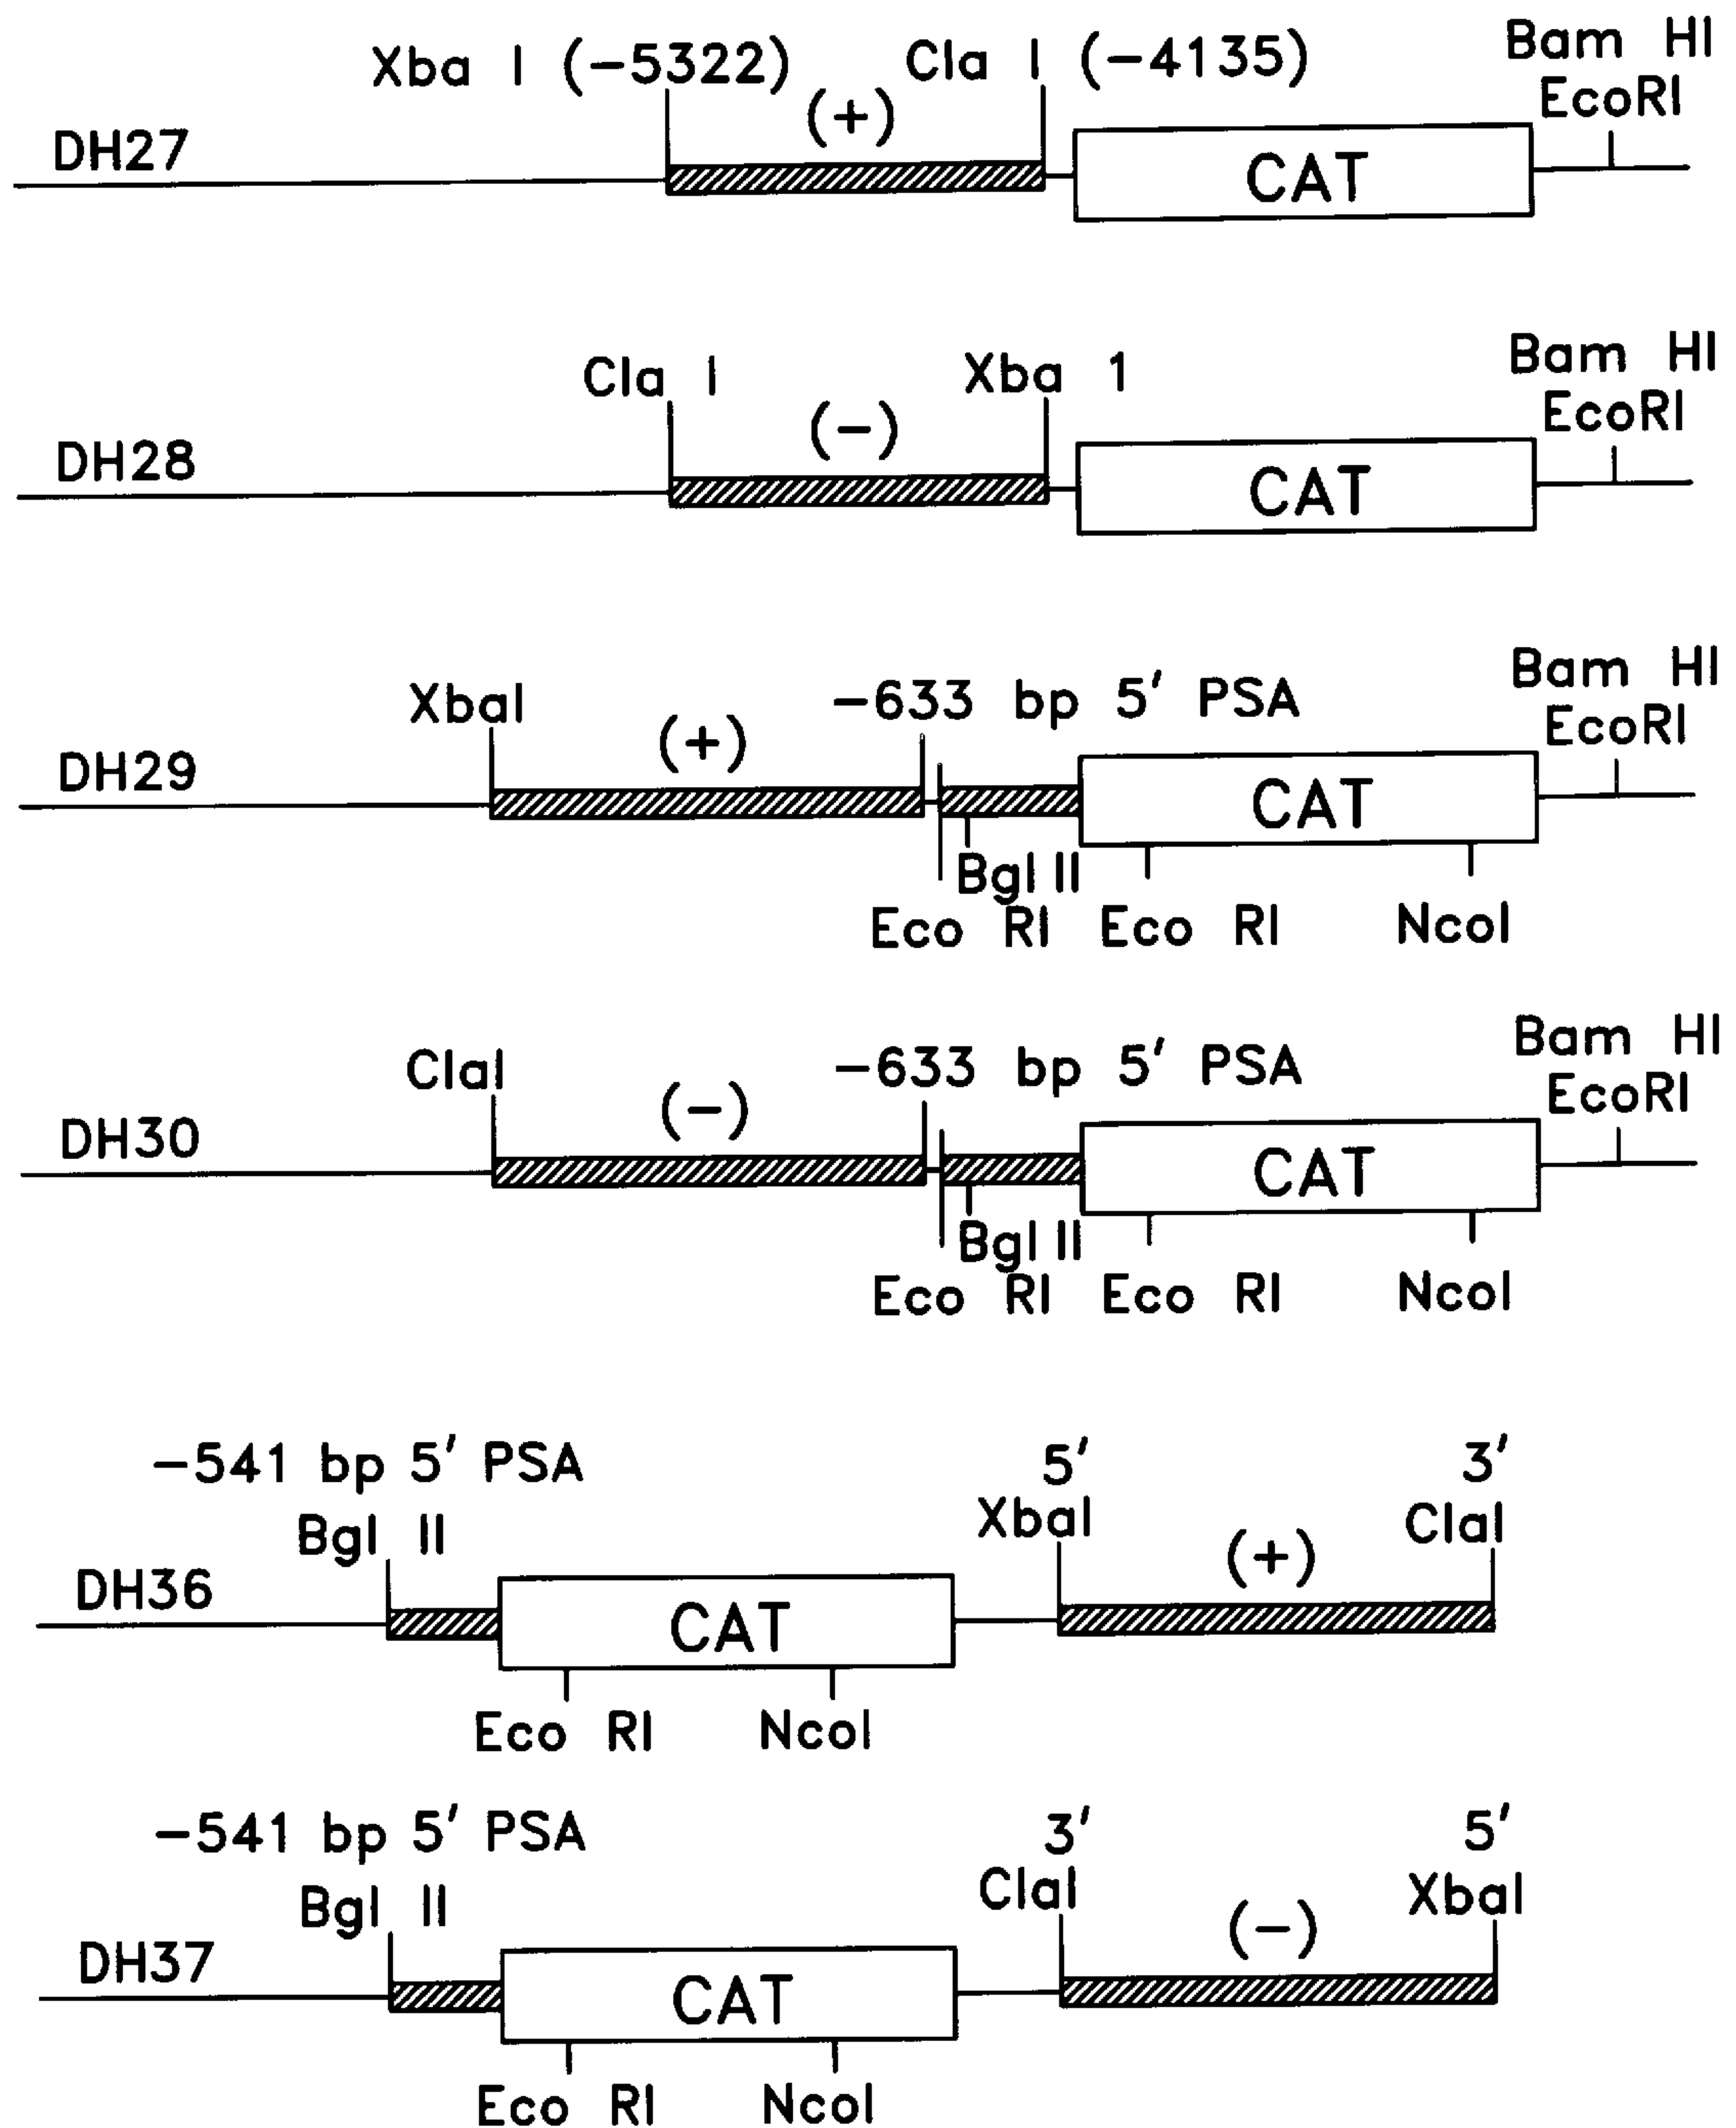 Bam HI
Xba I (-5322) Cla I (-4135)
EcoRI
(+)
DH27
CAT
Bam HI
Cla I Xba 1
EcoRI
(-)
DH28
CAT
Bam HI
XbaI -633 bp 5' PSA
EcoRI
(+)
DH29
CAT
Bgl II
Eco RI Eco RI NcoI
Bam HI
ClaI -633 bp 5' PSA
EcoRI
(-)
DH30
CAT
Bgl II
Eco RI Eco RI NcoI
-541 bp 5' PSA 5' 3'
Bgl II XbaI ClaI
(+)
DH36
CAT
Eco RI NcoI
-541 bp 5' PSA 3' 5'
Bgl II ClaI XbaI
(-)
DH37
CAT
Eco RI NcoI